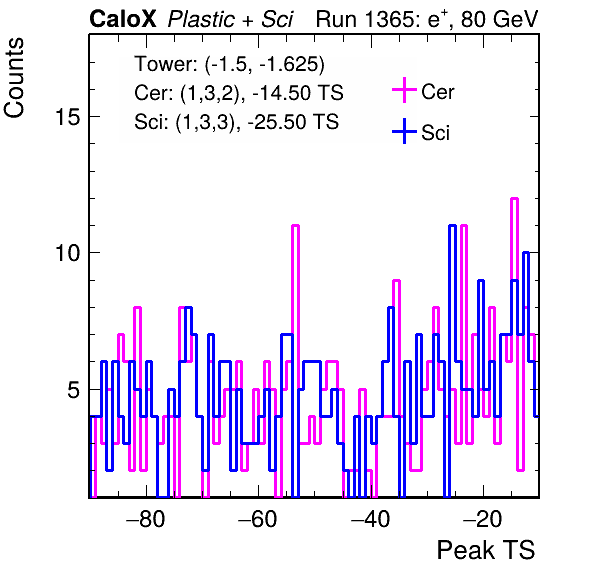 CaloX Plastic + Sci Run 1365: e+, 80 GeV
Counts
Tower: (-1.5, -1.625)
Cer: (1,3,2), -14.50 TS
Sci: (1,3,3), -25.50 TS
Cer
Sci
15
10
5
−80 −60 −40 −20
Peak TS